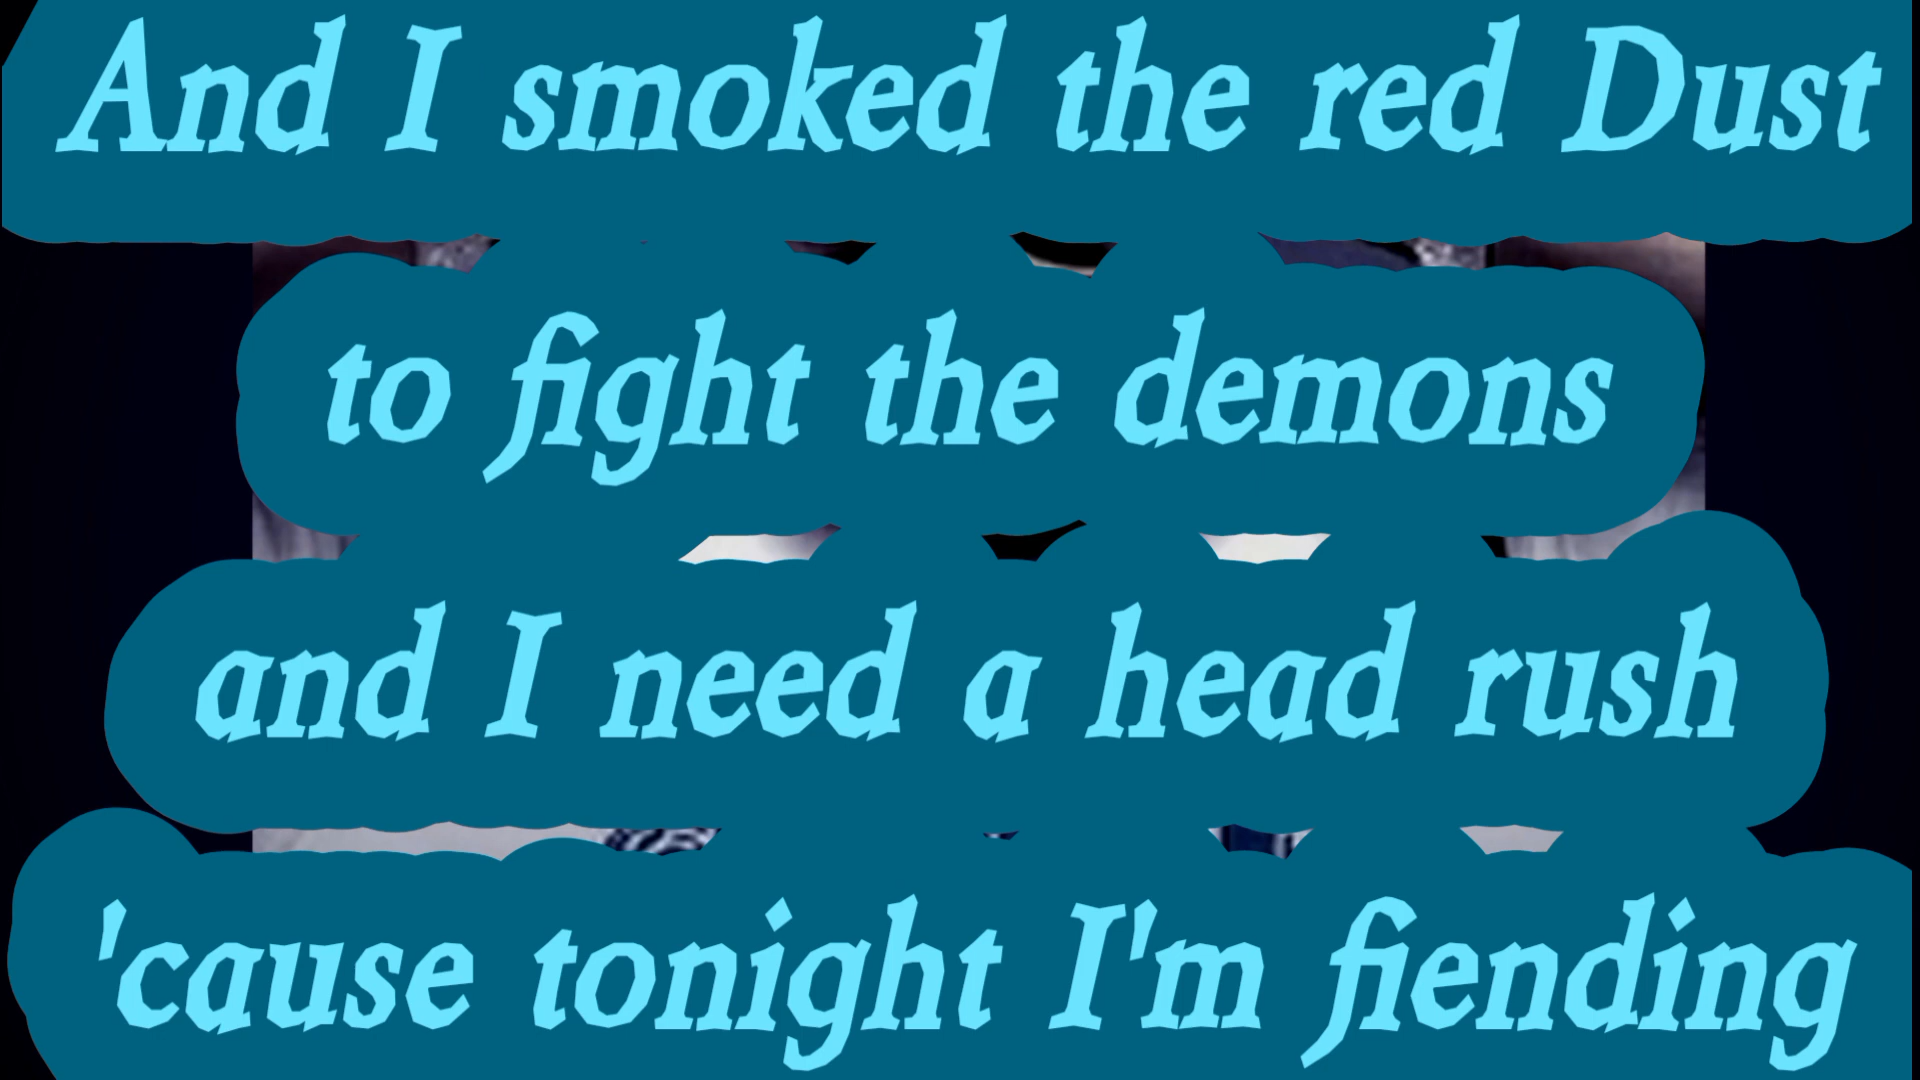 And I smoked the red Dust
to fight the demons
and I need a head rush
'cause tonight I'm fiending